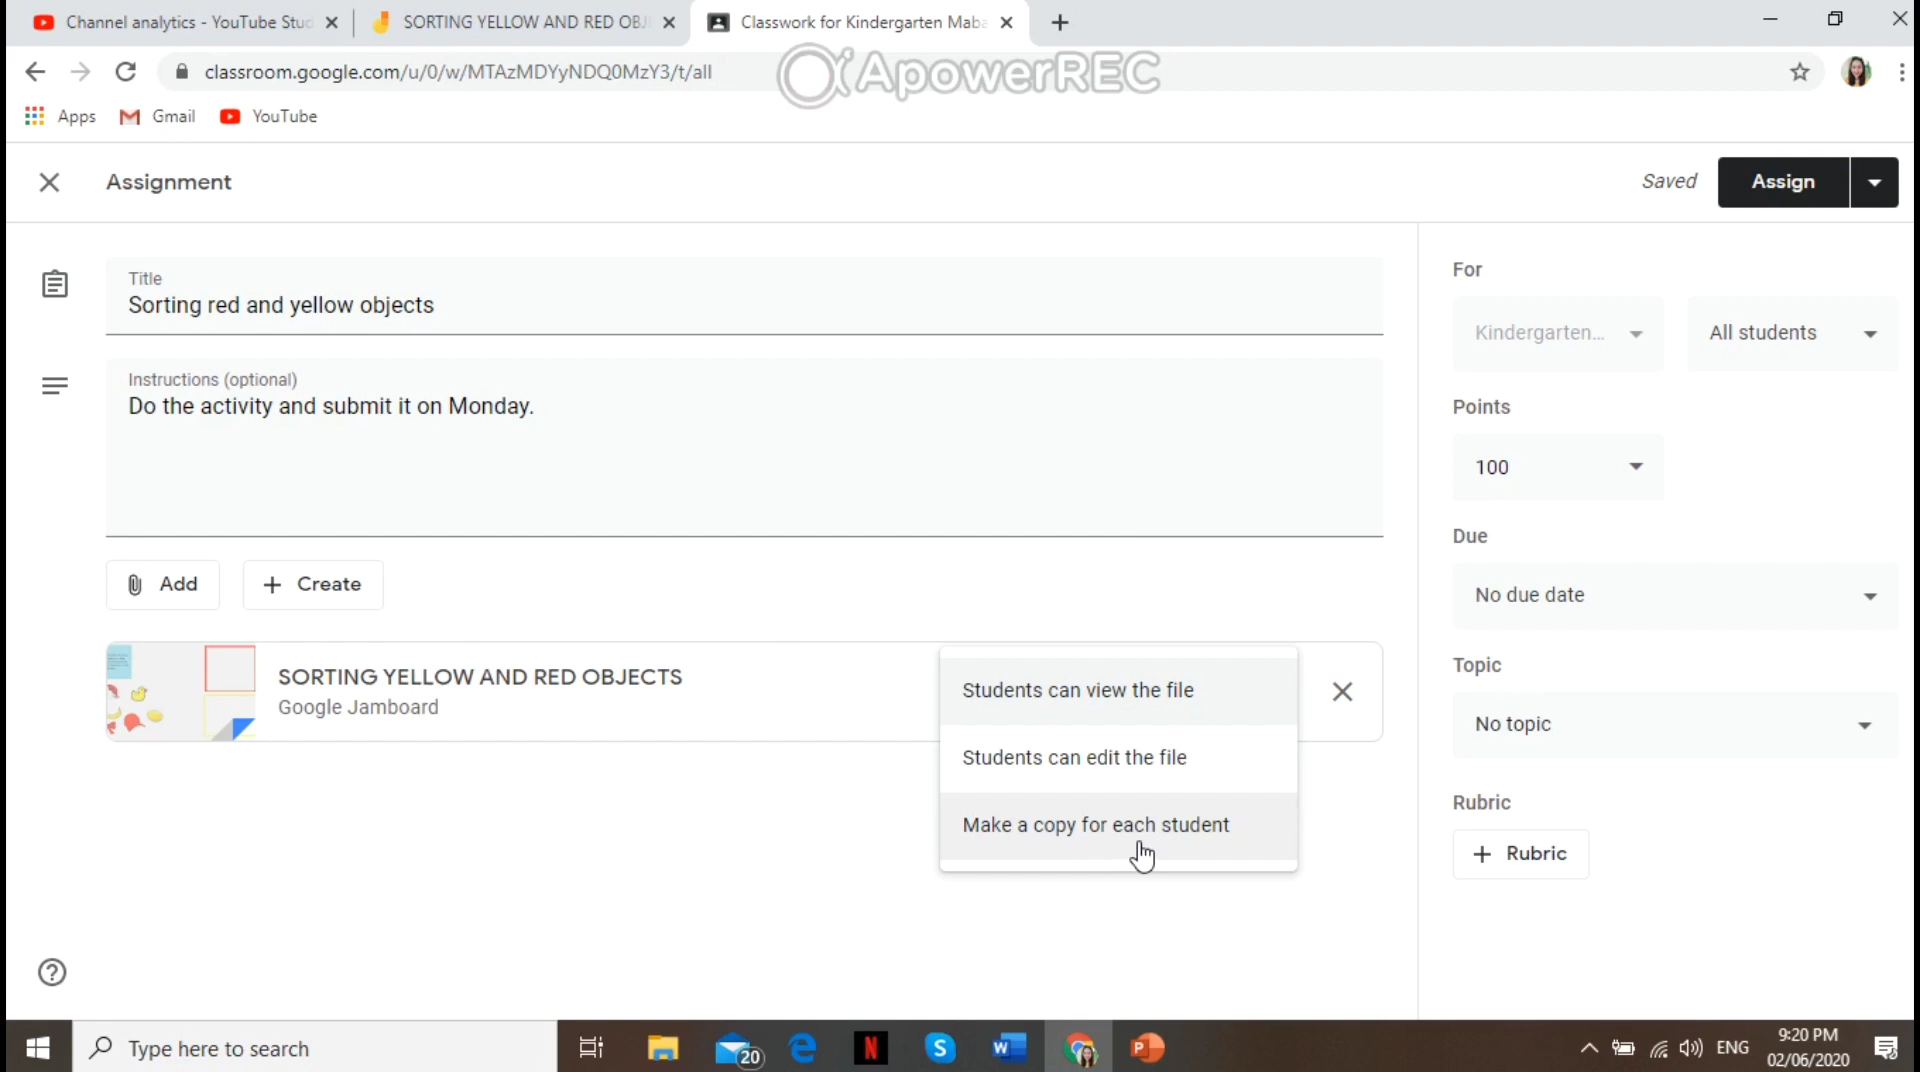 Channel analytics - YouTube Stud
SORTING YELLOW AND RED OBJ
Classwork for Kindergarten Maba
classroom.google.com/u/0/w/MTAzMDYyNDQ0MzY3/t/all
ApowerREC
Apps
Gmail
YouTube
Assignment
Saved
Assign
Title
Sorting red and yellow objects
Instructions (optional)
Do the activity and submit it on Monday.
Add
Create
SORTING YELLOW AND RED OBJECTS
Google Jamboard
Students can view the file
Students can edit the file
Make a copy for each student
For
Kindergarten...
All students
Points
100
Due
No due date
Topic
No topic
Rubric
Rubric
Type here to search
20
ENG
9:20 PM
02/06/2020